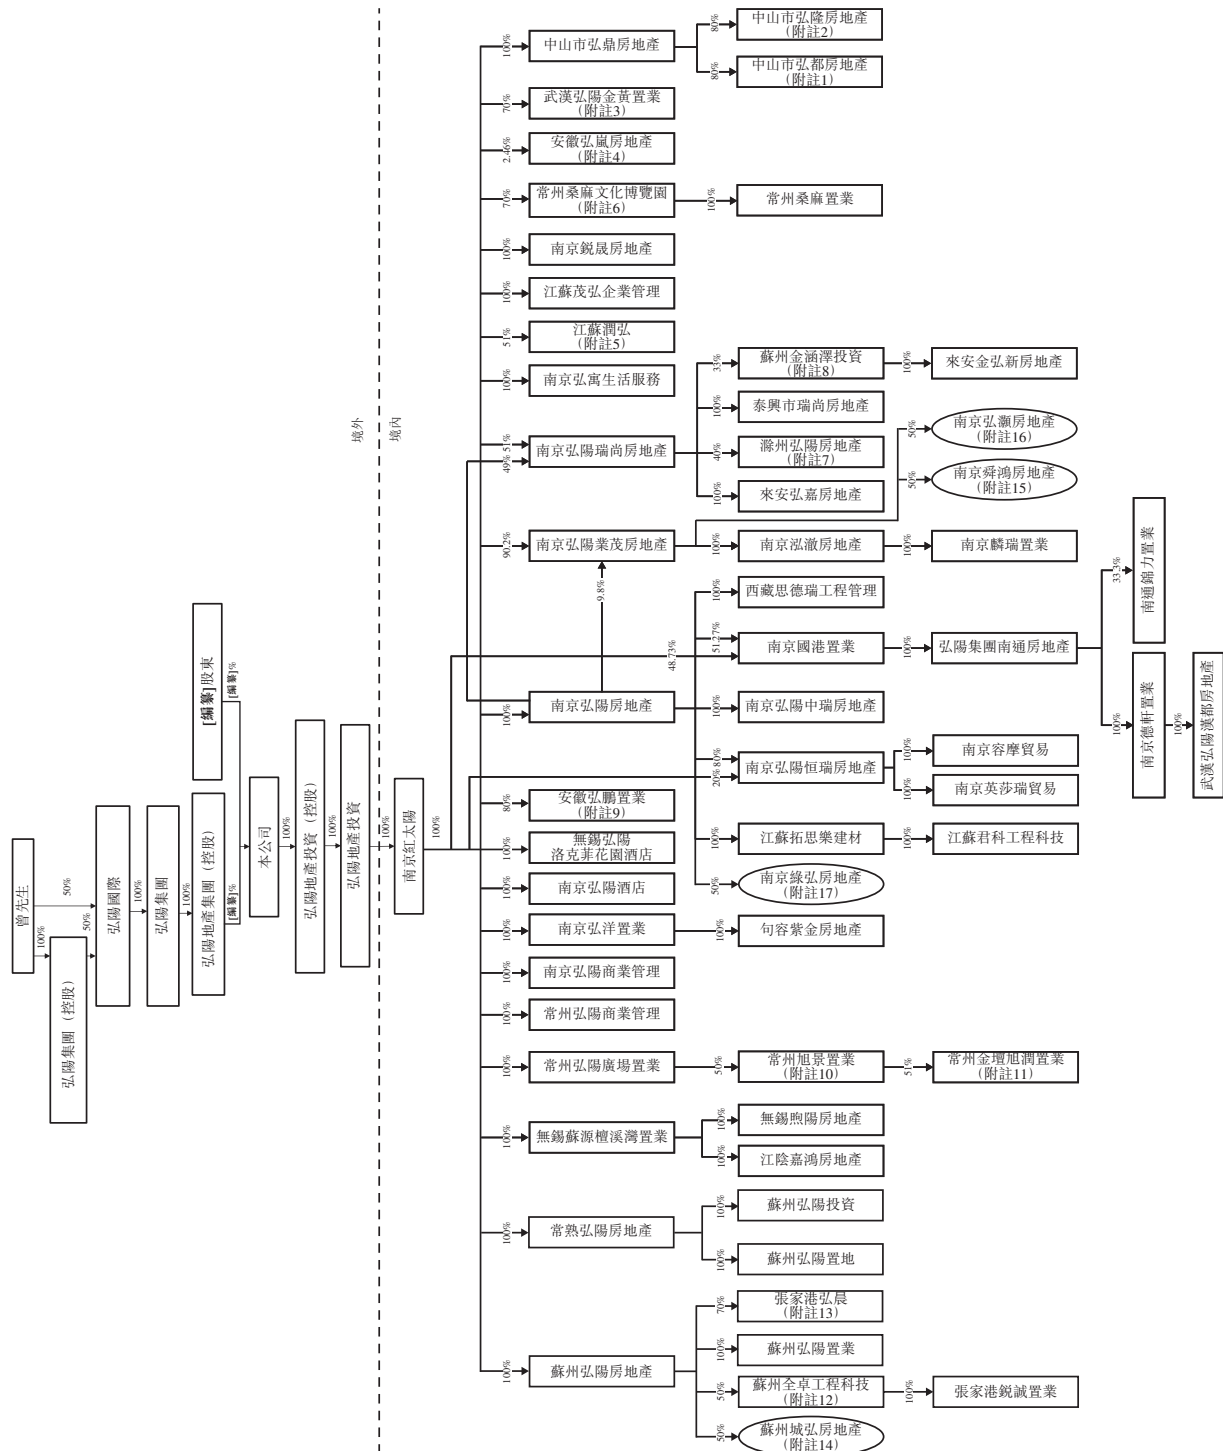 曾先生
100%
50%
弘陽集團（控股）
50%
弘陽國際
100%
弘陽集團
100%
弘陽地產集團（控股）
[編纂]股東
[編纂]%
[編纂]%
本公司
100%
弘陽地產投資（控股）
100%
弘陽地產投資
100%
境外
境內
南京紅太陽
100%
100%
中山市弘鼎房地產
80%
中山市弘隆房地產
(附註2)
80%
中山市弘都房地產
(附註1)
70%
武漢弘陽金黃置業
(附註3)
2.46%
安徽弘嵐房地產
(附註4)
70%
常州桑麻文化博覽園
(附註6)
100%
常州桑麻置業
100%
南京銳晟房地產
100%
江蘇茂弘企業管理
51%
江蘇潤弘
(附註5)
100%
南京弘寓生活服務
51%
49%
南京弘陽瑞尚房地產
33%
蘇州金涵澤投資
(附註8)
100%
來安金弘新房地產
100%
泰興市瑞尚房地產
40%
滁州弘陽房地產
(附註7)
100%
來安弘嘉房地產
50%
南京弘灝房地產
(附註16)
50%
南京舜鴻房地產
(附註15)
90.2%
南京弘陽業茂房地產
100%
南京泓澈房地產
100%
南京麟瑞置業
9.8%
100%
南京弘陽房地產
100%
西藏思德瑞工程管理
51.27%
48.73%
南京國港置業
100%
弘陽集團南通房地產
33.3%
南通錦力置業
100%
南京德軒置業
100%
武漢弘陽漢都房地產
100%
南京弘陽中瑞房地產
80%
20%
南京弘陽恒瑞房地產
100%
南京容摩貿易
100%
南京英莎瑞貿易
100%
江蘇拓思樂建材
100%
江蘇君科工程科技
50%
南京綠弘房地產
(附註17)
80%
安徽弘鵬置業
(附註9)
100%
無錫弘陽
洛克菲花園酒店
100%
南京弘陽酒店
100%
南京弘洋置業
100%
句容紫金房地產
100%
南京弘陽商業管理
100%
常州弘陽商業管理
100%
常州弘陽廣場置業
50%
常州旭景置業
(附註10)
51%
常州金壇旭潤置業
(附註11)
100%
無錫蘇源檀溪灣置業
100%
無錫煦陽房地產
100%
江陰嘉鴻房地產
100%
常熟弘陽房地產
100%
蘇州弘陽投資
100%
蘇州弘陽置地
100%
蘇州弘陽房地產
70%
張家港弘晨
(附註13)
100%
蘇州弘陽置業
50%
蘇州全卓工程科技
(附註12)
100%
張家港銳誠置業
50%
蘇州城弘房地產
(附註14)